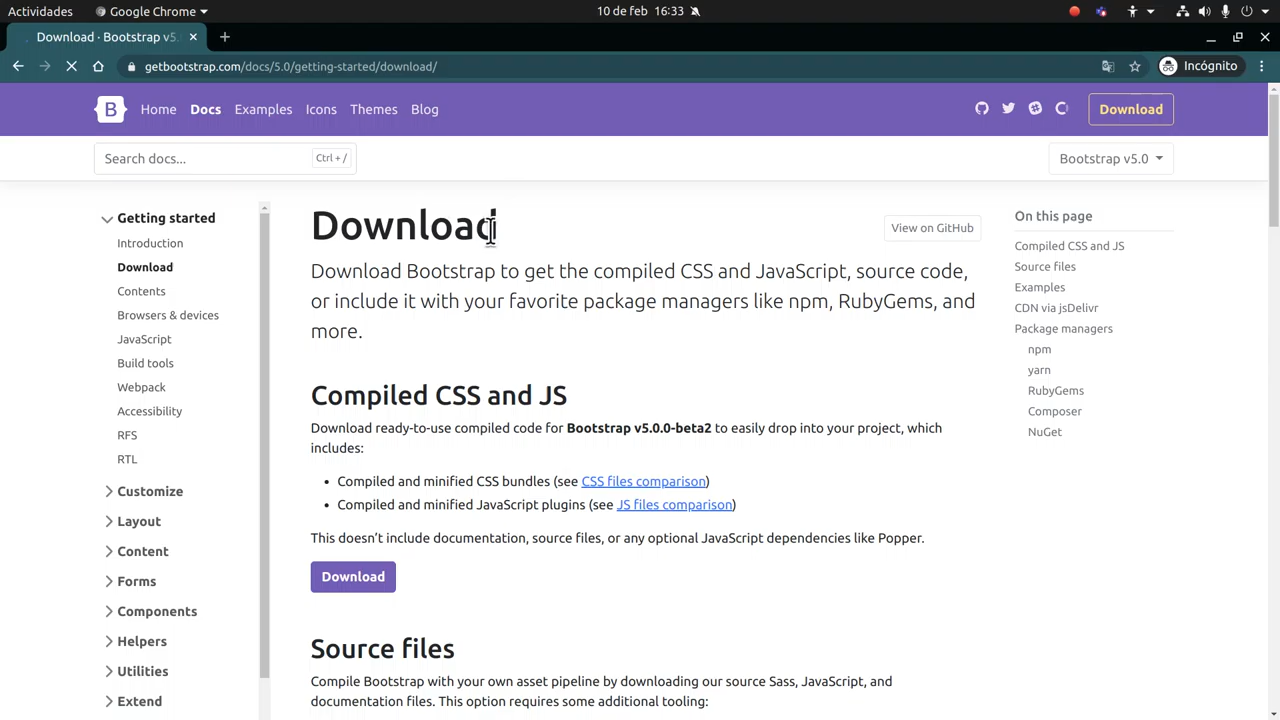 Actividades Google Chrome 10 de feb 16:33
Download · Bootstrap v5.
getbootstrap.com/docs/5.0/getting-started/download/ Incógnito
B Home Docs Examples Icons Themes Blog Download
Search docs... Ctrl + / Bootstrap v5.0
Getting started
Introduction
Download
Contents
Browsers & devices
JavaScript
Build tools
Webpack
Accessibility
RFS
RTL
Customize
Layout
Content
Forms
Components
Helpers
Utilities
Extend
Download
View on GitHub
Download Bootstrap to get the compiled CSS and JavaScript, source code,
or include it with your favorite package managers like npm, RubyGems, and
more.
Compiled CSS and JS
Download ready-to-use compiled code for Bootstrap v5.0.0-beta2 to easily drop into your project, which
includes:
• Compiled and minified CSS bundles (see CSS files comparison)
• Compiled and minified JavaScript plugins (see JS files comparison)
This doesn’t include documentation, source files, or any optional JavaScript dependencies like Popper.
Download
Source files
Compile Bootstrap with your own asset pipeline by downloading our source Sass, JavaScript, and
documentation files. This option requires some additional tooling:
On this page
Compiled CSS and JS
Source files
Examples
CDN via jsDelivr
Package managers
npm
yarn
RubyGems
Composer
NuGet